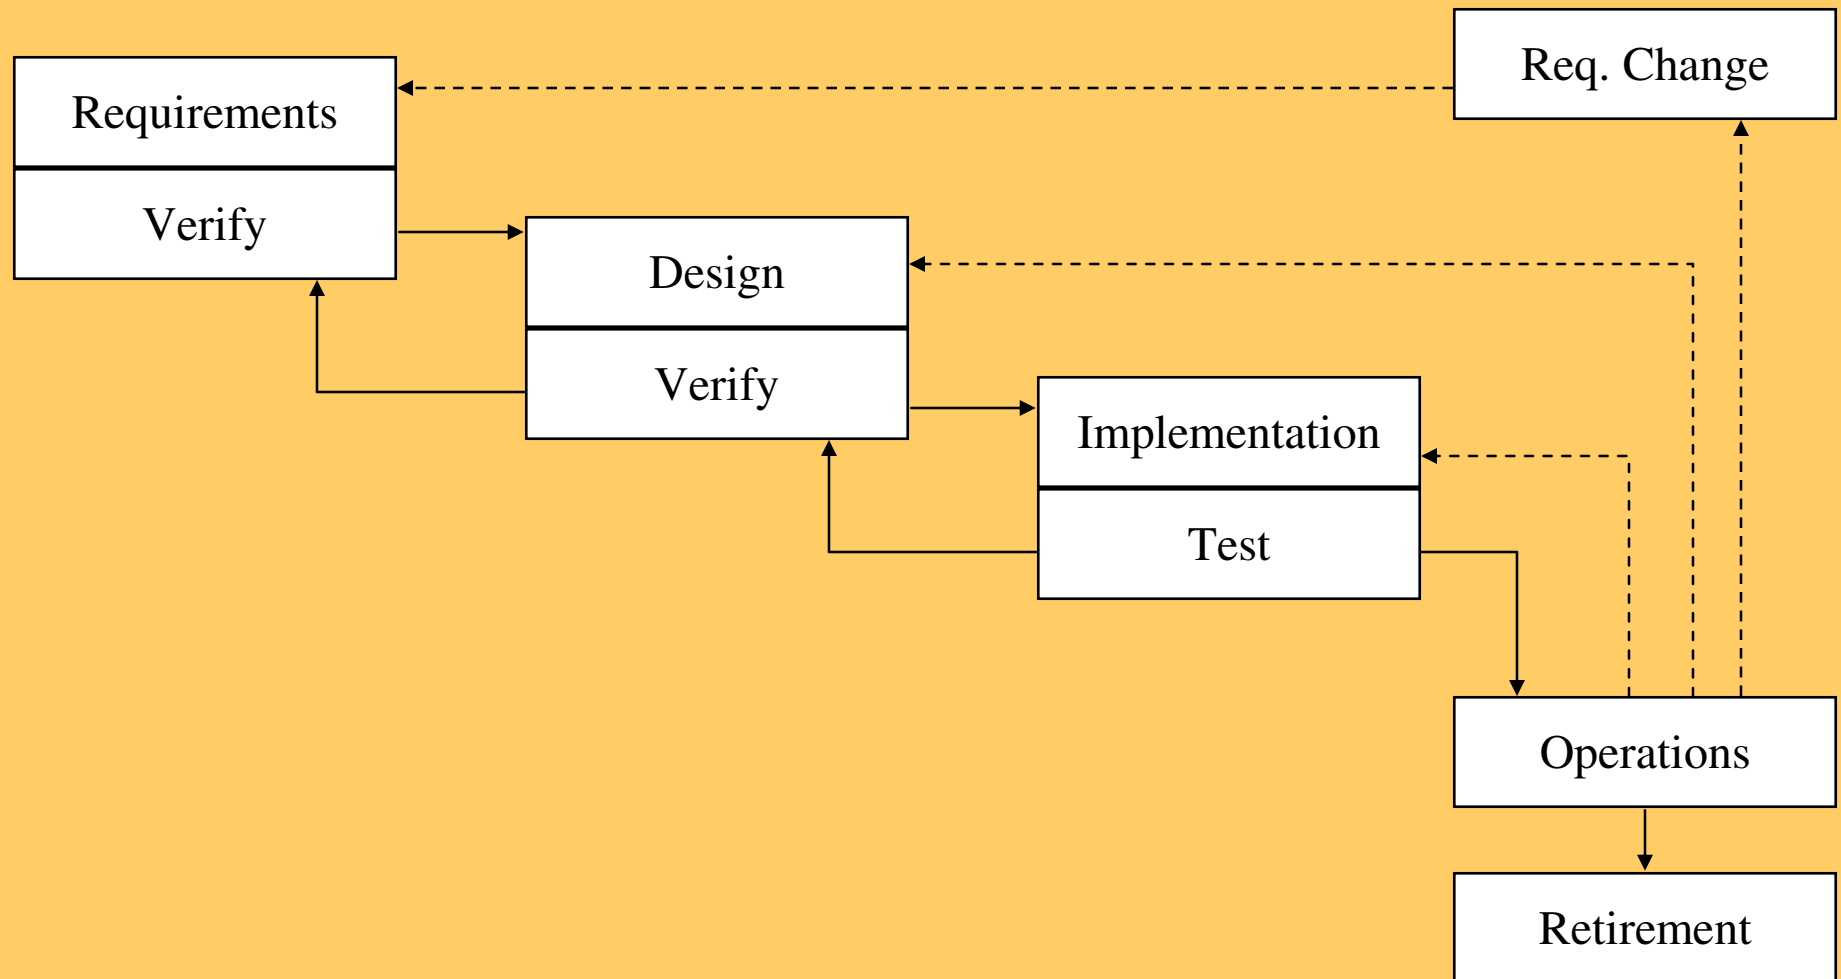 Req. Change
Requirements
Verify
Design
Verify
Implementation
Test
Operations
Retirement